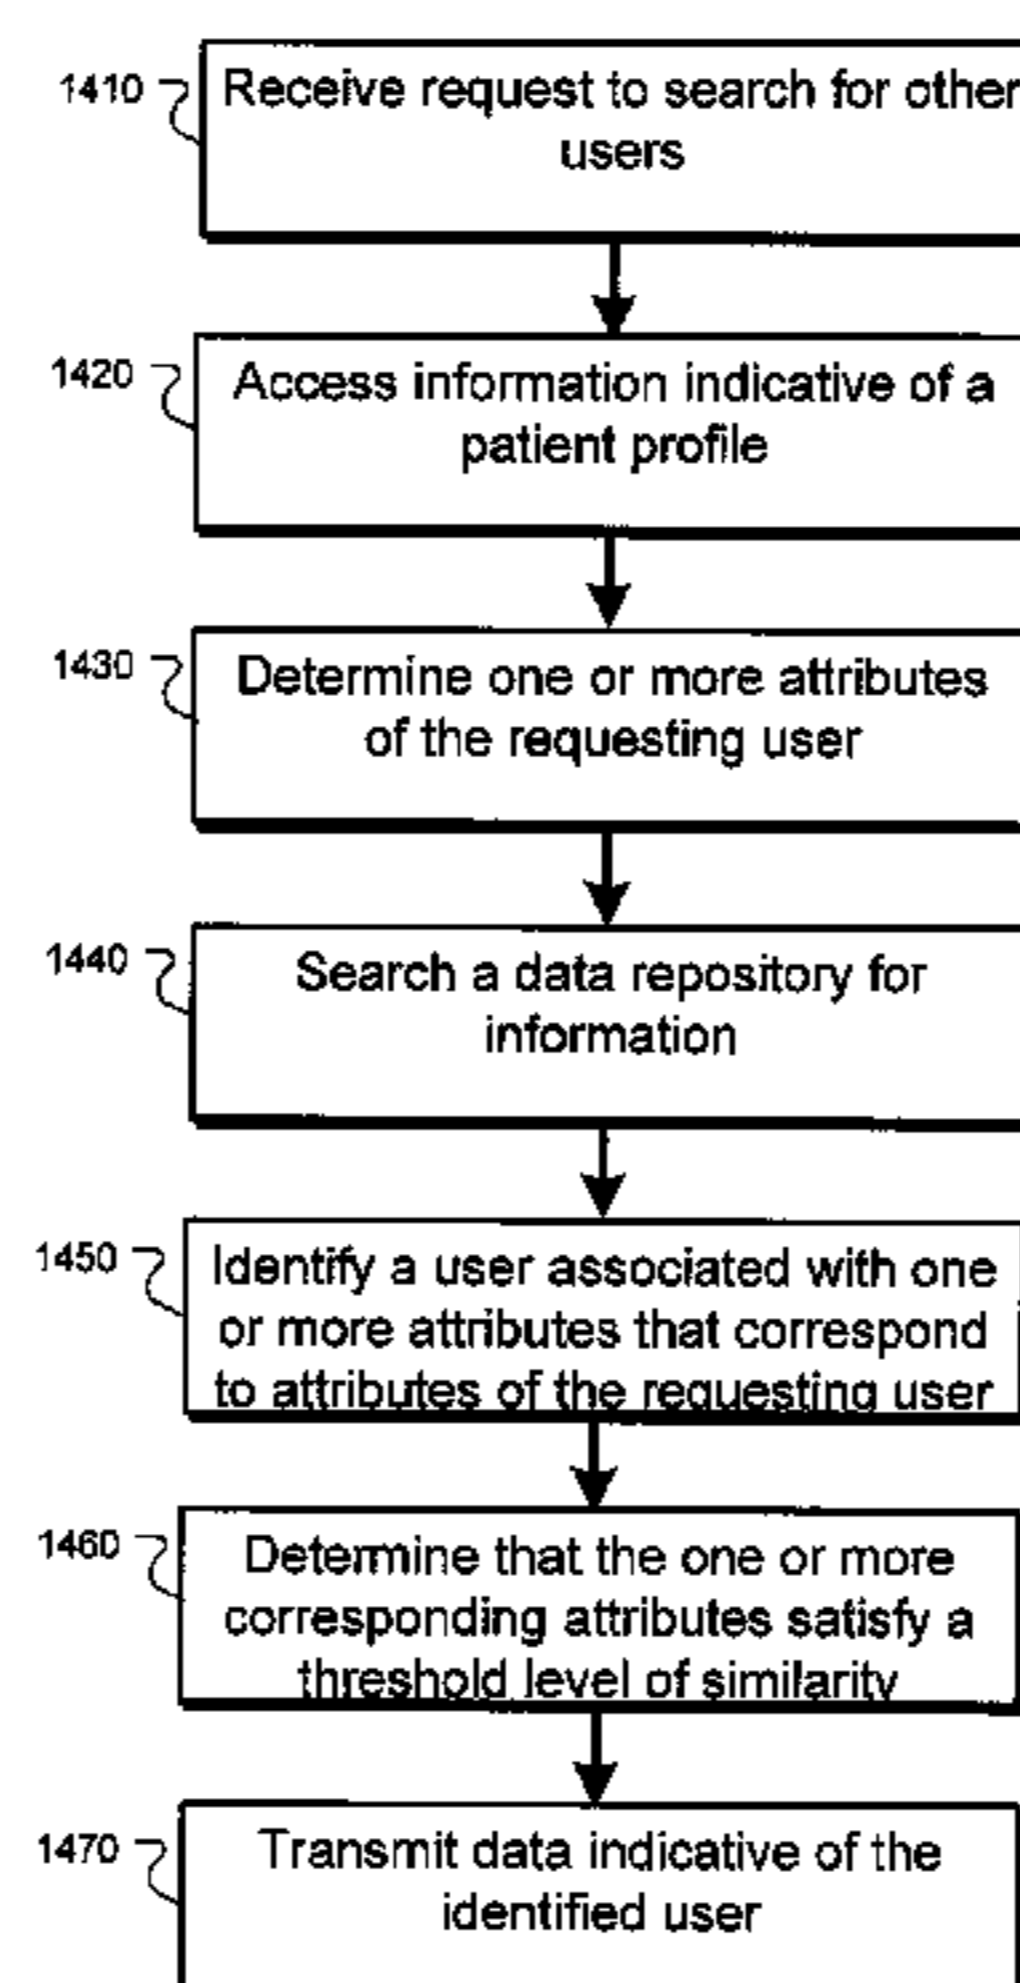 1410
Receive request to search for other
users
1420
Access information indicative of a
patient profile
1430
Determine one or more attributes
of the requesting user
1440
Search a data repository for
information
1450
Identify a user associated with one
or more attributes that correspond
to attributes of the requesting user
1460
Determine that the one or more
corresponding attributes satisfy a
threshold level of similarity
1470
Transmit data indicative of the
identified user